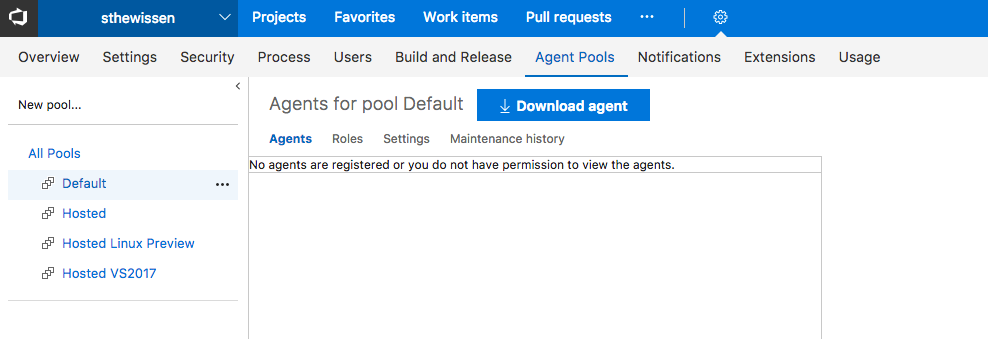 sthewissen Projects Favorites Work items Pull requests ...
Overview Settings Security Process Users Build and Release Agent Pools Notifications Extensions Usage
New pool...
Agents for pool Default Download agent
Agents Roles Settings Maintenance history
No agents are registered or you do not have permission to view the agents.
All Pools
Default ...
Hosted
Hosted Linux Preview
Hosted VS2017